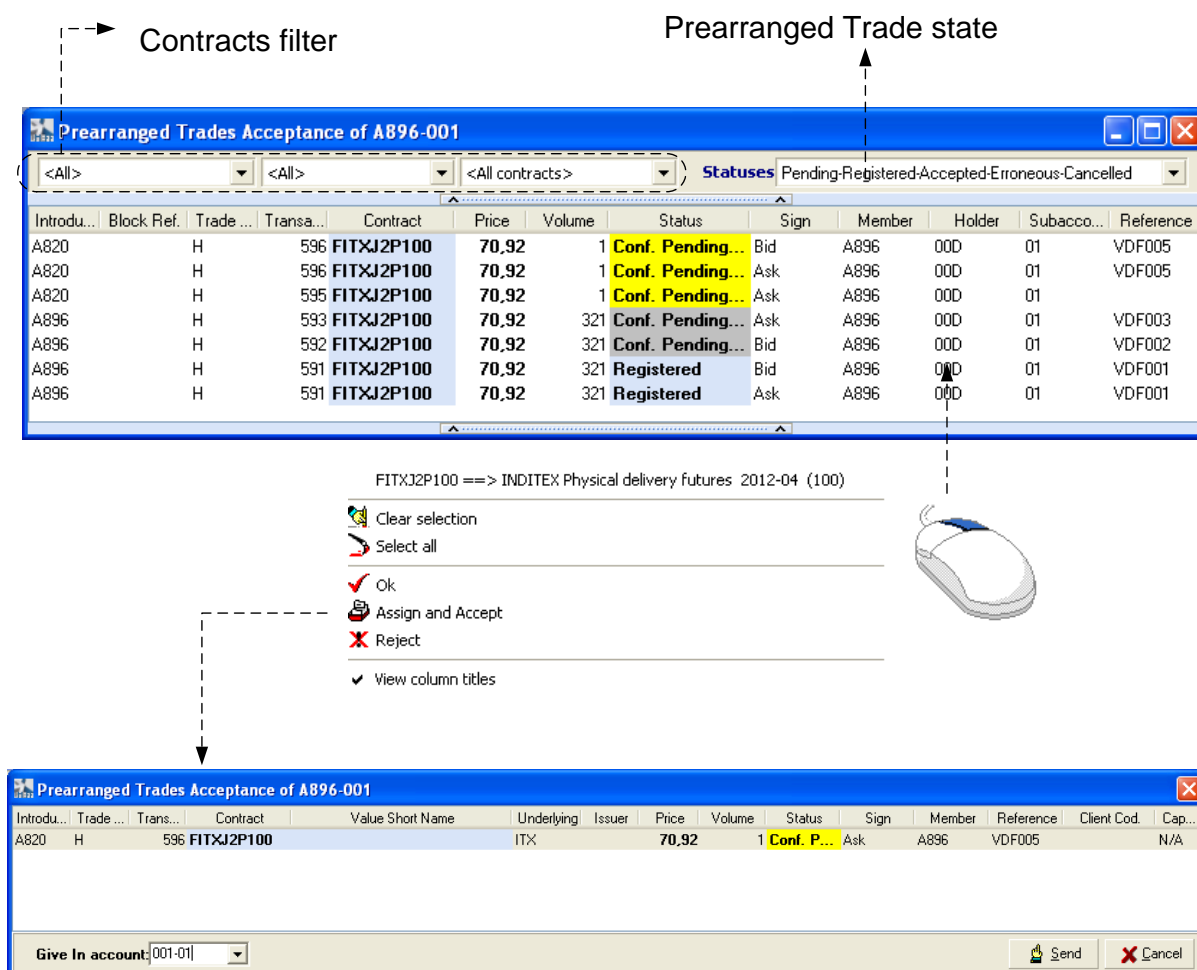 Contracts filter
Prearranged Trade state
Prearranged Trades Acceptance of A896-001
<All> <All> <All contracts> Statuses Pending-Registered-Accepted-Erroneous-Cancelled
Introdu... Block Ref. Trade ... Transa... Contract Price Volume Status Sign Member Holder Subacco... Reference
A820 H 596 FITXJ2P100 70,92 1 Conf. Pending... Bid A896 00D 01 VDF005
A820 H 596 FITXJ2P100 70,92 1 Conf. Pending... Ask A896 00D 01 VDF005
A820 H 595 FITXJ2P100 70,92 1 Conf. Pending... Ask A896 00D 01
A896 H 593 FITXJ2P100 70,92 321 Conf. Pending... Ask A896 00D 01 VDF003
A896 H 592 FITXJ2P100 70,92 321 Conf. Pending... Bid A896 00D 01 VDF002
A896 H 591 FITXJ2P100 70,92 321 Registered Bid A896 00D 01 VDF001
A896 H 591 FITXJ2P100 70,92 321 Registered Ask A896 00D 01 VDF001
FITXJ2P100 ==> INDITEX Physical delivery futures 2012-04 (100)
Clear selection
Select all
Ok
Assign and Accept
Reject
View column titles
Prearranged Trades Acceptance of A896-001
Introdu... Trade ... Trans... Contract Value Short Name Underlying Issuer Price Volume Status Sign Member Reference Client Cod. Cap...
A820 H 596 FITXJ2P100 ITX 70,92 1 Conf. P... Ask A896 VDF005 N/A
Give In account: 001-01 Send Cancel